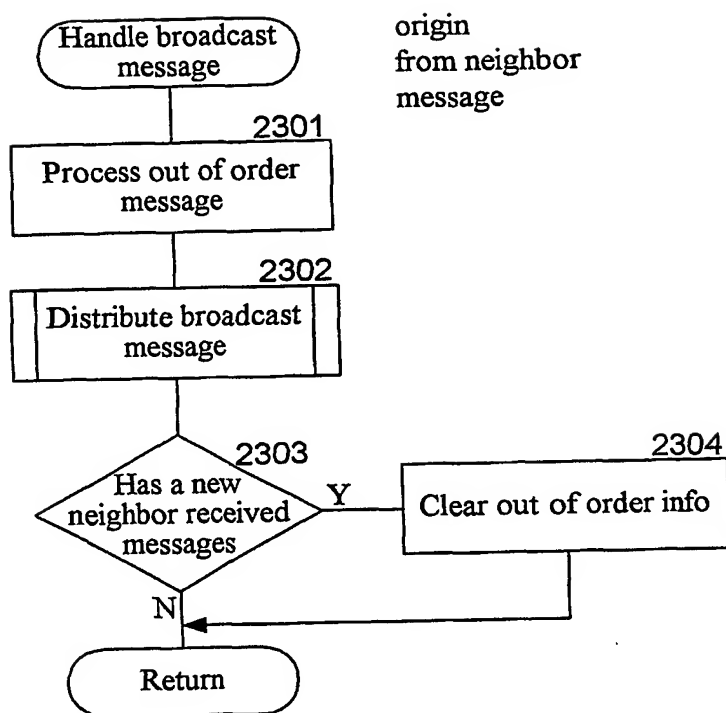 Handle broadcast
message
origin
from neighbor
message
2301
Process out of order
message
2302
Distribute broadcast
message
2303
Has a new
neighbor received
messages
Y
N
2304
Clear out of order info
Return